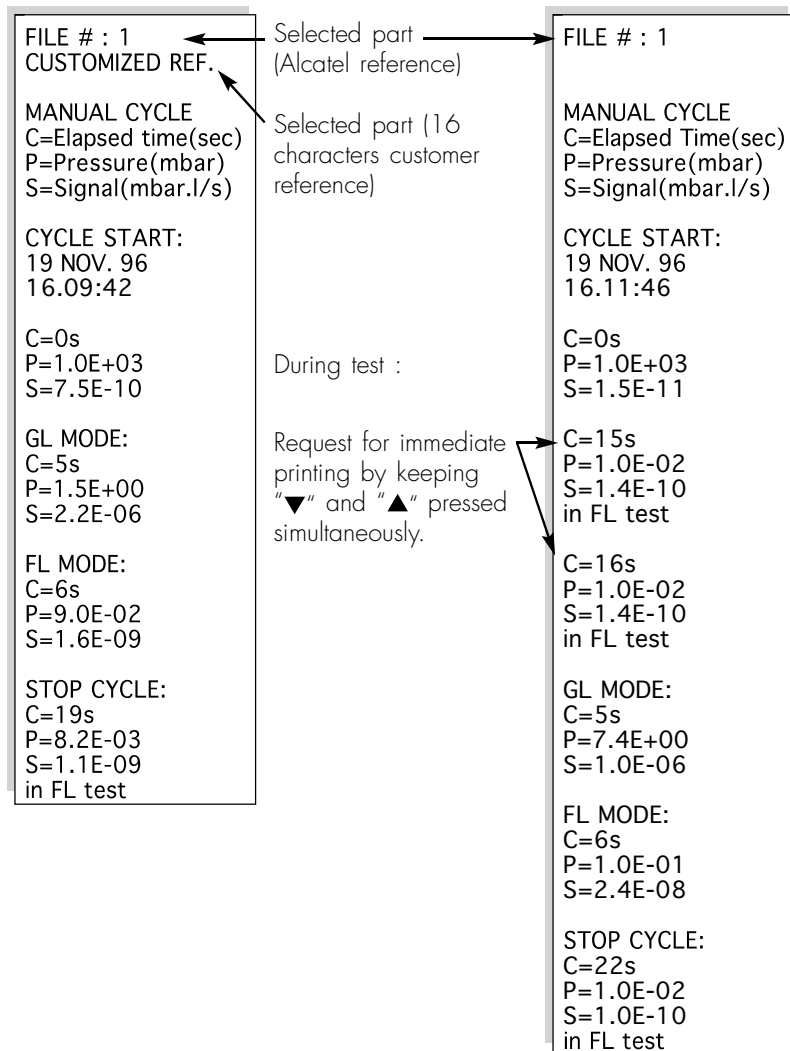 FILE # : 1
CUSTOMIZED REF.
MANUAL CYCLE
C=Elapsed time(sec)
P=Pressure(mbar)
S=Signal(mbar.l/s)
CYCLE START:
19 NOV. 96
16.09:42
C=0s
P=1.0E+03
S=7.5E-10
GL MODE:
C=5s
P=1.5E+00
S=2.2E-06
FL MODE:
C=6s
P=9.0E-02
S=1.6E-09
STOP CYCLE:
C=19s
P=8.2E-03
S=1.1E-09
in FL test
Selected part
(Alcatel reference)
Selected part (16
characters customer
reference)
During test :
Request for immediate
printing by keeping
"▼" and "▲" pressed
simultaneously.
FILE # : 1
MANUAL CYCLE
C=Elapsed Time(sec)
P=Pressure(mbar)
S=Signal(mbar.l/s)
CYCLE START:
19 NOV. 96
16.11:46
C=0s
P=1.0E+03
S=1.5E-11
C=15s
P=1.0E-02
S=1.4E-10
in FL test
C=16s
P=1.0E-02
S=1.4E-10
in FL test
GL MODE:
C=5s
P=7.4E+00
S=1.0E-06
FL MODE:
C=6s
P=1.0E-01
S=2.4E-08
STOP CYCLE:
C=22s
P=1.0E-02
S=1.0E-10
in FL test